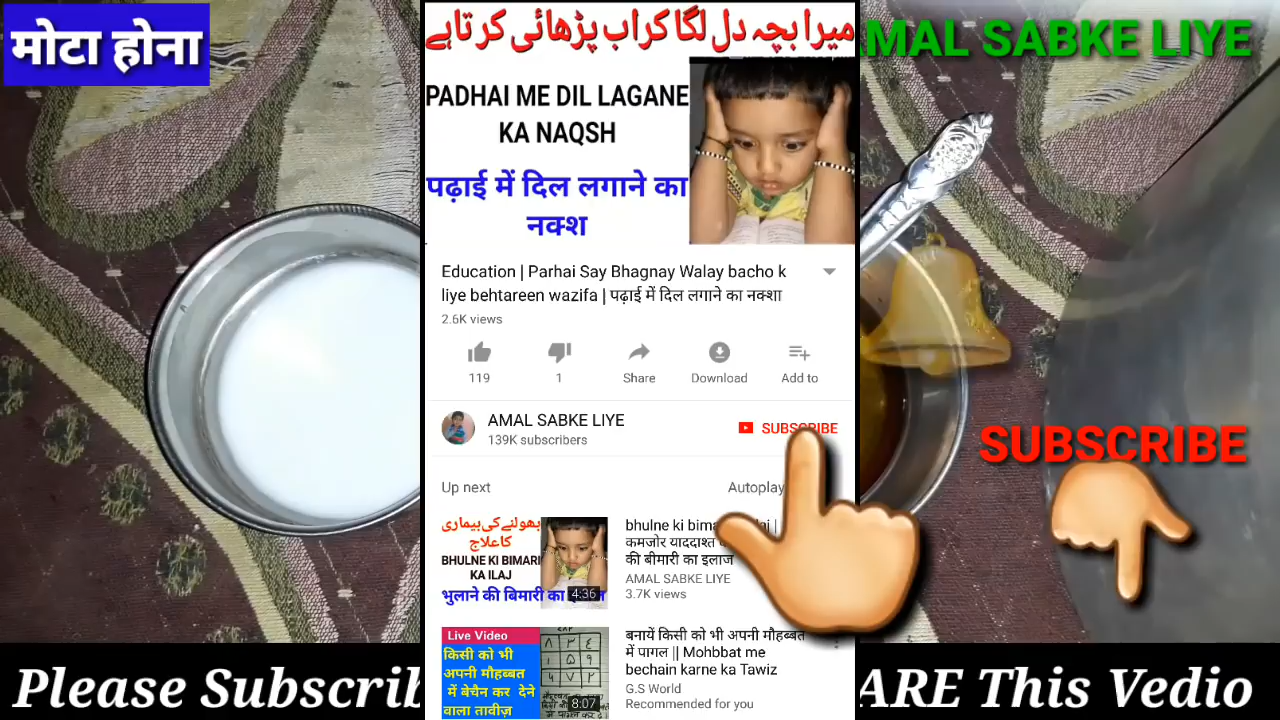 मोटा होना
میرا بچہ دل لگا کر اب پڑھائی کرتا ہے
PADHAI ME DIL LAGANE
KA NAQSH
पढ़ाई में दिल लगाने का
नक्श
AMAL SABKE LIYE
Education | Parhai Say Bhagnay Walay bacho k
liye behtareen wazifa | पढ़ाई में दिल लगाने का नक्शा
2.6K views
119
1
Share
Download
Add to
AMAL SABKE LIYE
139K subscribers
SUBSCRIBE
SUBSCRIBE
Up next
Autoplay
بھولنے کی بیماری
کا علاج
BHULNE KI BIMARI
KA ILAJ
भुलाने की बिमारी का
4:36
bhulne ki
कमजोर याददाश्त
की बीमारी का इलाज
AMAL SABKE LIYE
3.7K views
Live Video
किसी को भी
अपनी मौहब्बत
में बेचैन कर देने
वाला तावीज़
8:07
बनायें किसी को भी अपनी मौहब्बत
में पागल || Mohbbat me
bechain karne ka Tawiz
G.S World
Recommended for you
Please Subscrib
ARE This Vedio